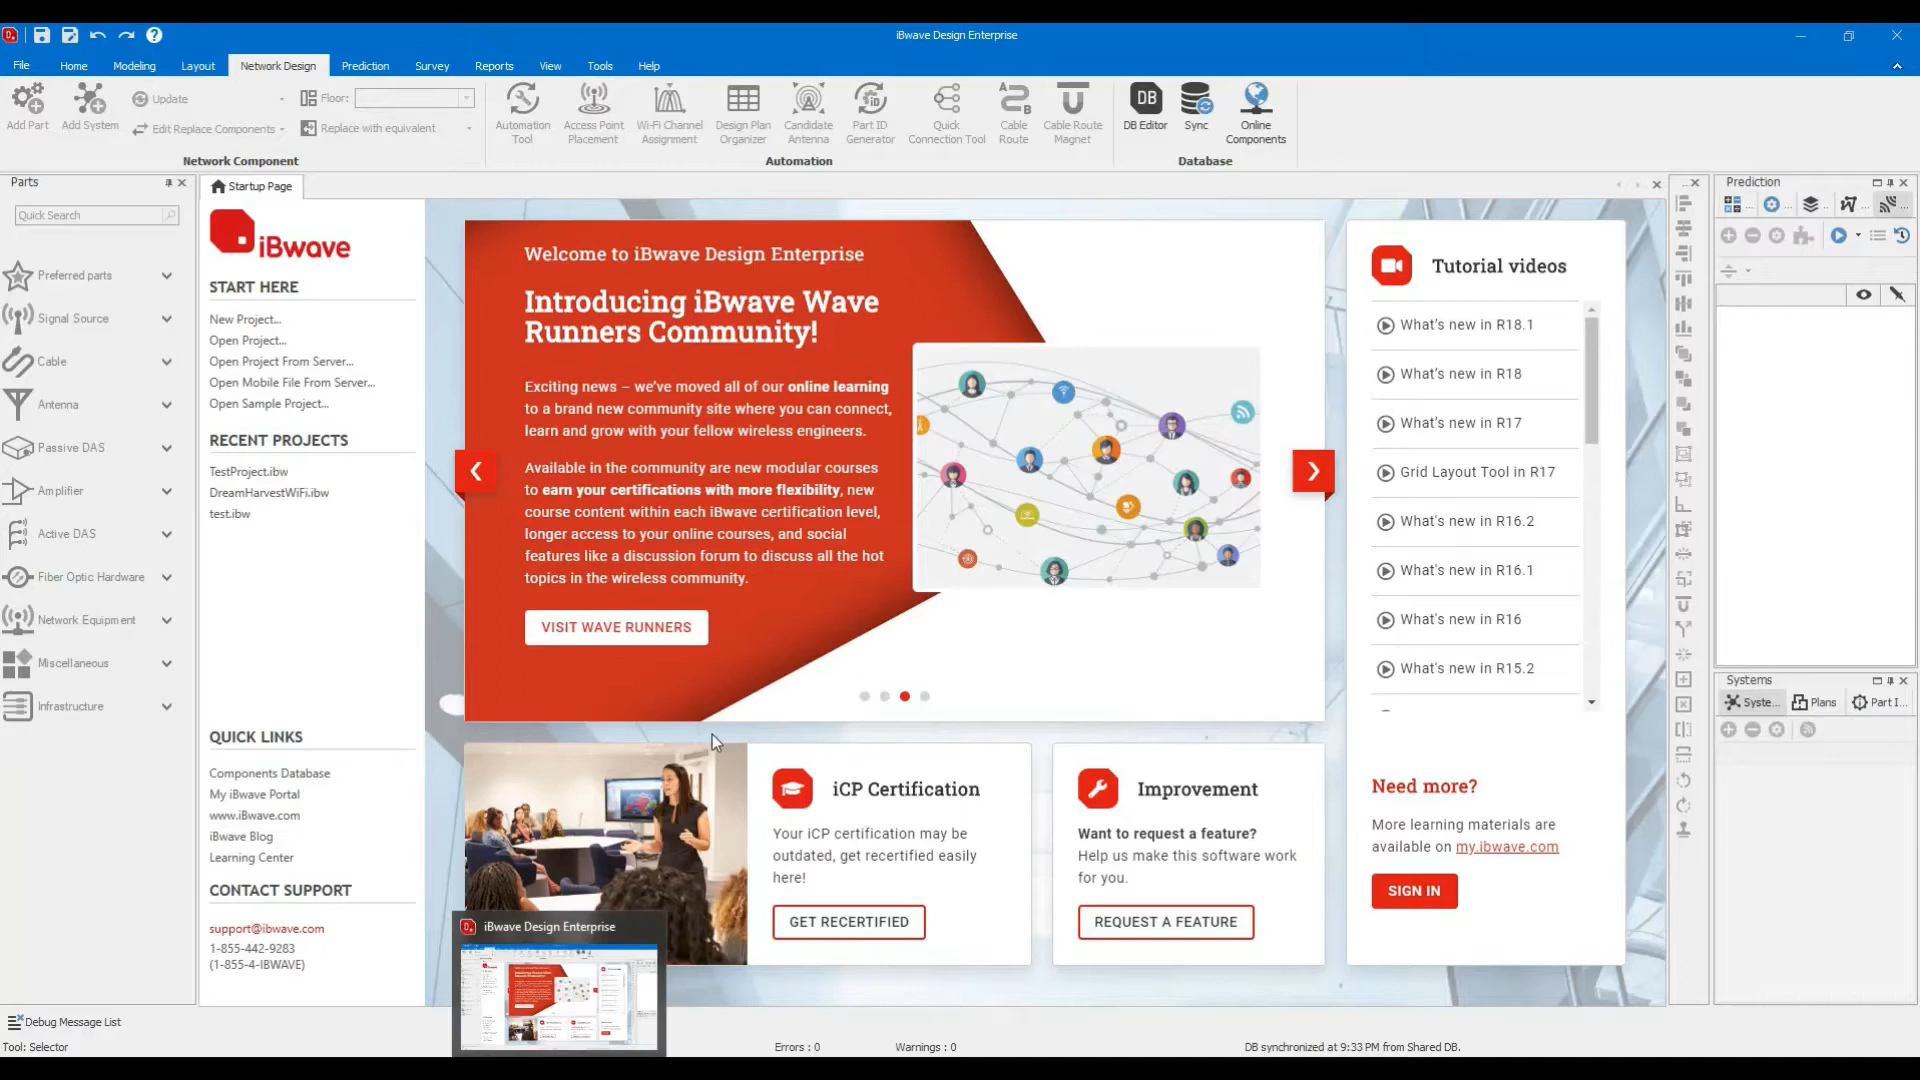 iBwave Design Enterprise
File
Home
Modeling
Layout
Network Design
Prediction
Survey
Reports
View
Tools
Help
Add Part
Add System
Update
Edit Replace Components
Floor:
Replace with equivalent
Network Component
Automation
Tool
Access Point
Placement
Wi-Fi Channel
Assignment
Design Plan
Organizer
Candidate
Antenna
Part ID
Generator
Quick
Connection Tool
Cable
Route
Cable Route
Magnet
Automation
DB
DB Editor
Sync
Online
Components
Database
Parts
Quick Search
Preferred parts
Signal Source
Cable
Antenna
Passive DAS
Amplifier
Active DAS
Fiber Optic Hardware
Network Equipment
Miscellaneous
Infrastructure
Startup Page
iBwave
START HERE
New Project...
Open Project...
Open Project From Server...
Open Mobile File From Server...
Open Sample Project...
RECENT PROJECTS
TestProject.ibw
DreamHarvestWiFi.ibw
test.ibw
QUICK LINKS
Components Database
My iBwave Portal
www.iBwave.com
iBwave Blog
Learning Center
CONTACT SUPPORT
support@ibwave.com
1-855-442-9283
(1-855-4-IBWAVE)
Welcome to iBwave Design Enterprise
Introducing iBwave Wave
Runners Community!
Exciting news – we've moved all of our online learning
to a brand new community site where you can connect,
learn and grow with your fellow wireless engineers.
Available in the community are new modular courses
to earn your certifications with more flexibility, new
course content within each iBwave certification level,
longer access to your online courses, and social
features like a discussion forum to discuss all the hot
topics in the wireless community.
VISIT WAVE RUNNERS
iCP Certification
Your iCP certification may be
outdated, get recertified easily
here!
GET RECERTIFIED
Improvement
Want to request a feature?
Help us make this software work
for you.
REQUEST A FEATURE
Tutorial videos
What's new in R18.1
What's new in R18
What's new in R17
Grid Layout Tool in R17
What's new in R16.2
What's new in R16.1
What's new in R16
What's new in R15.2
Need more?
More learning materials are
available on my.ibwave.com
SIGN IN
Prediction
Systems
Syste...
Plans
Part I...
iBwave Design Enterprise
Debug Message List
Tool: Selector
Errors : 0
Warnings : 0
DB synchronized at 9:33 PM from Shared DB.